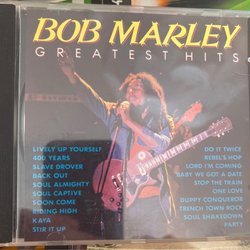 BOB MARLEY
GREATEST HITS
LIVELY UP YOURSELF
400 YEARS
SLAVE DROVER
BACK OUT
SOUL ALMIGHTY
SOUL CAPTIVE
SOON COME
RIDING HIGH
KAYA
STIR IT UP
DO IT TWICE
REBEL'S HOP
LORD I'M COMING
BABY WE GOT A DATE
STOP THE TRAIN
ONE LOVE
DUPPY CONQUEROR
TRENCH TOWN ROCK
SOUL SHAKEDOWN
PARTY